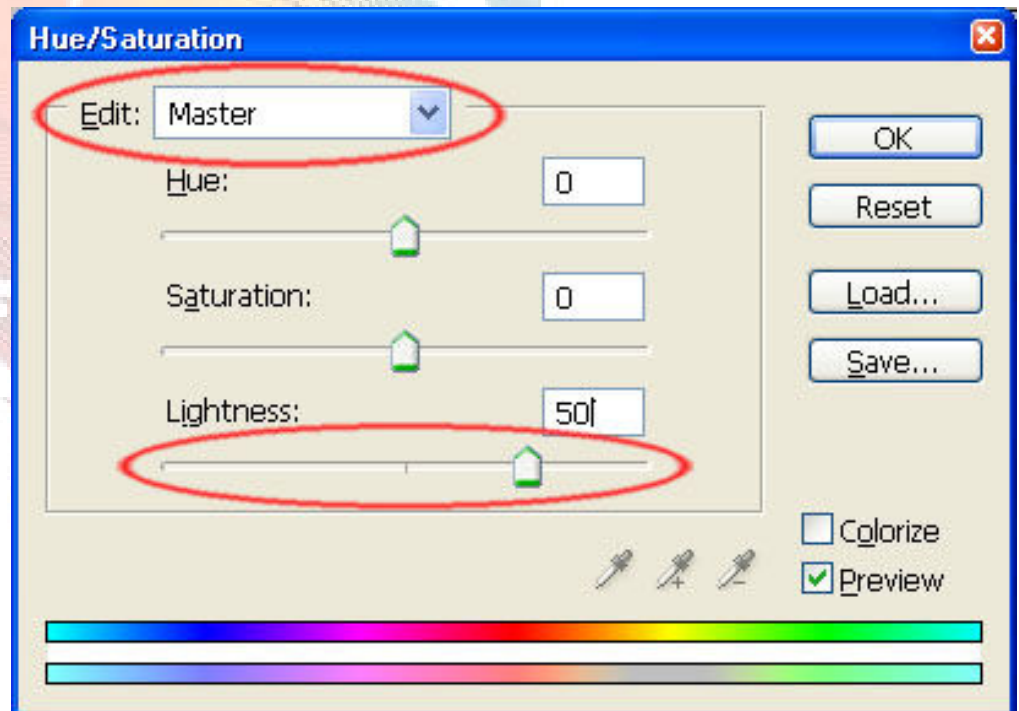 Hue/Saturation
Edit: Master
Hue: 0
Saturation: 0
Lightness: 50
OK
Reset
Load...
Save...
Colorize
Preview